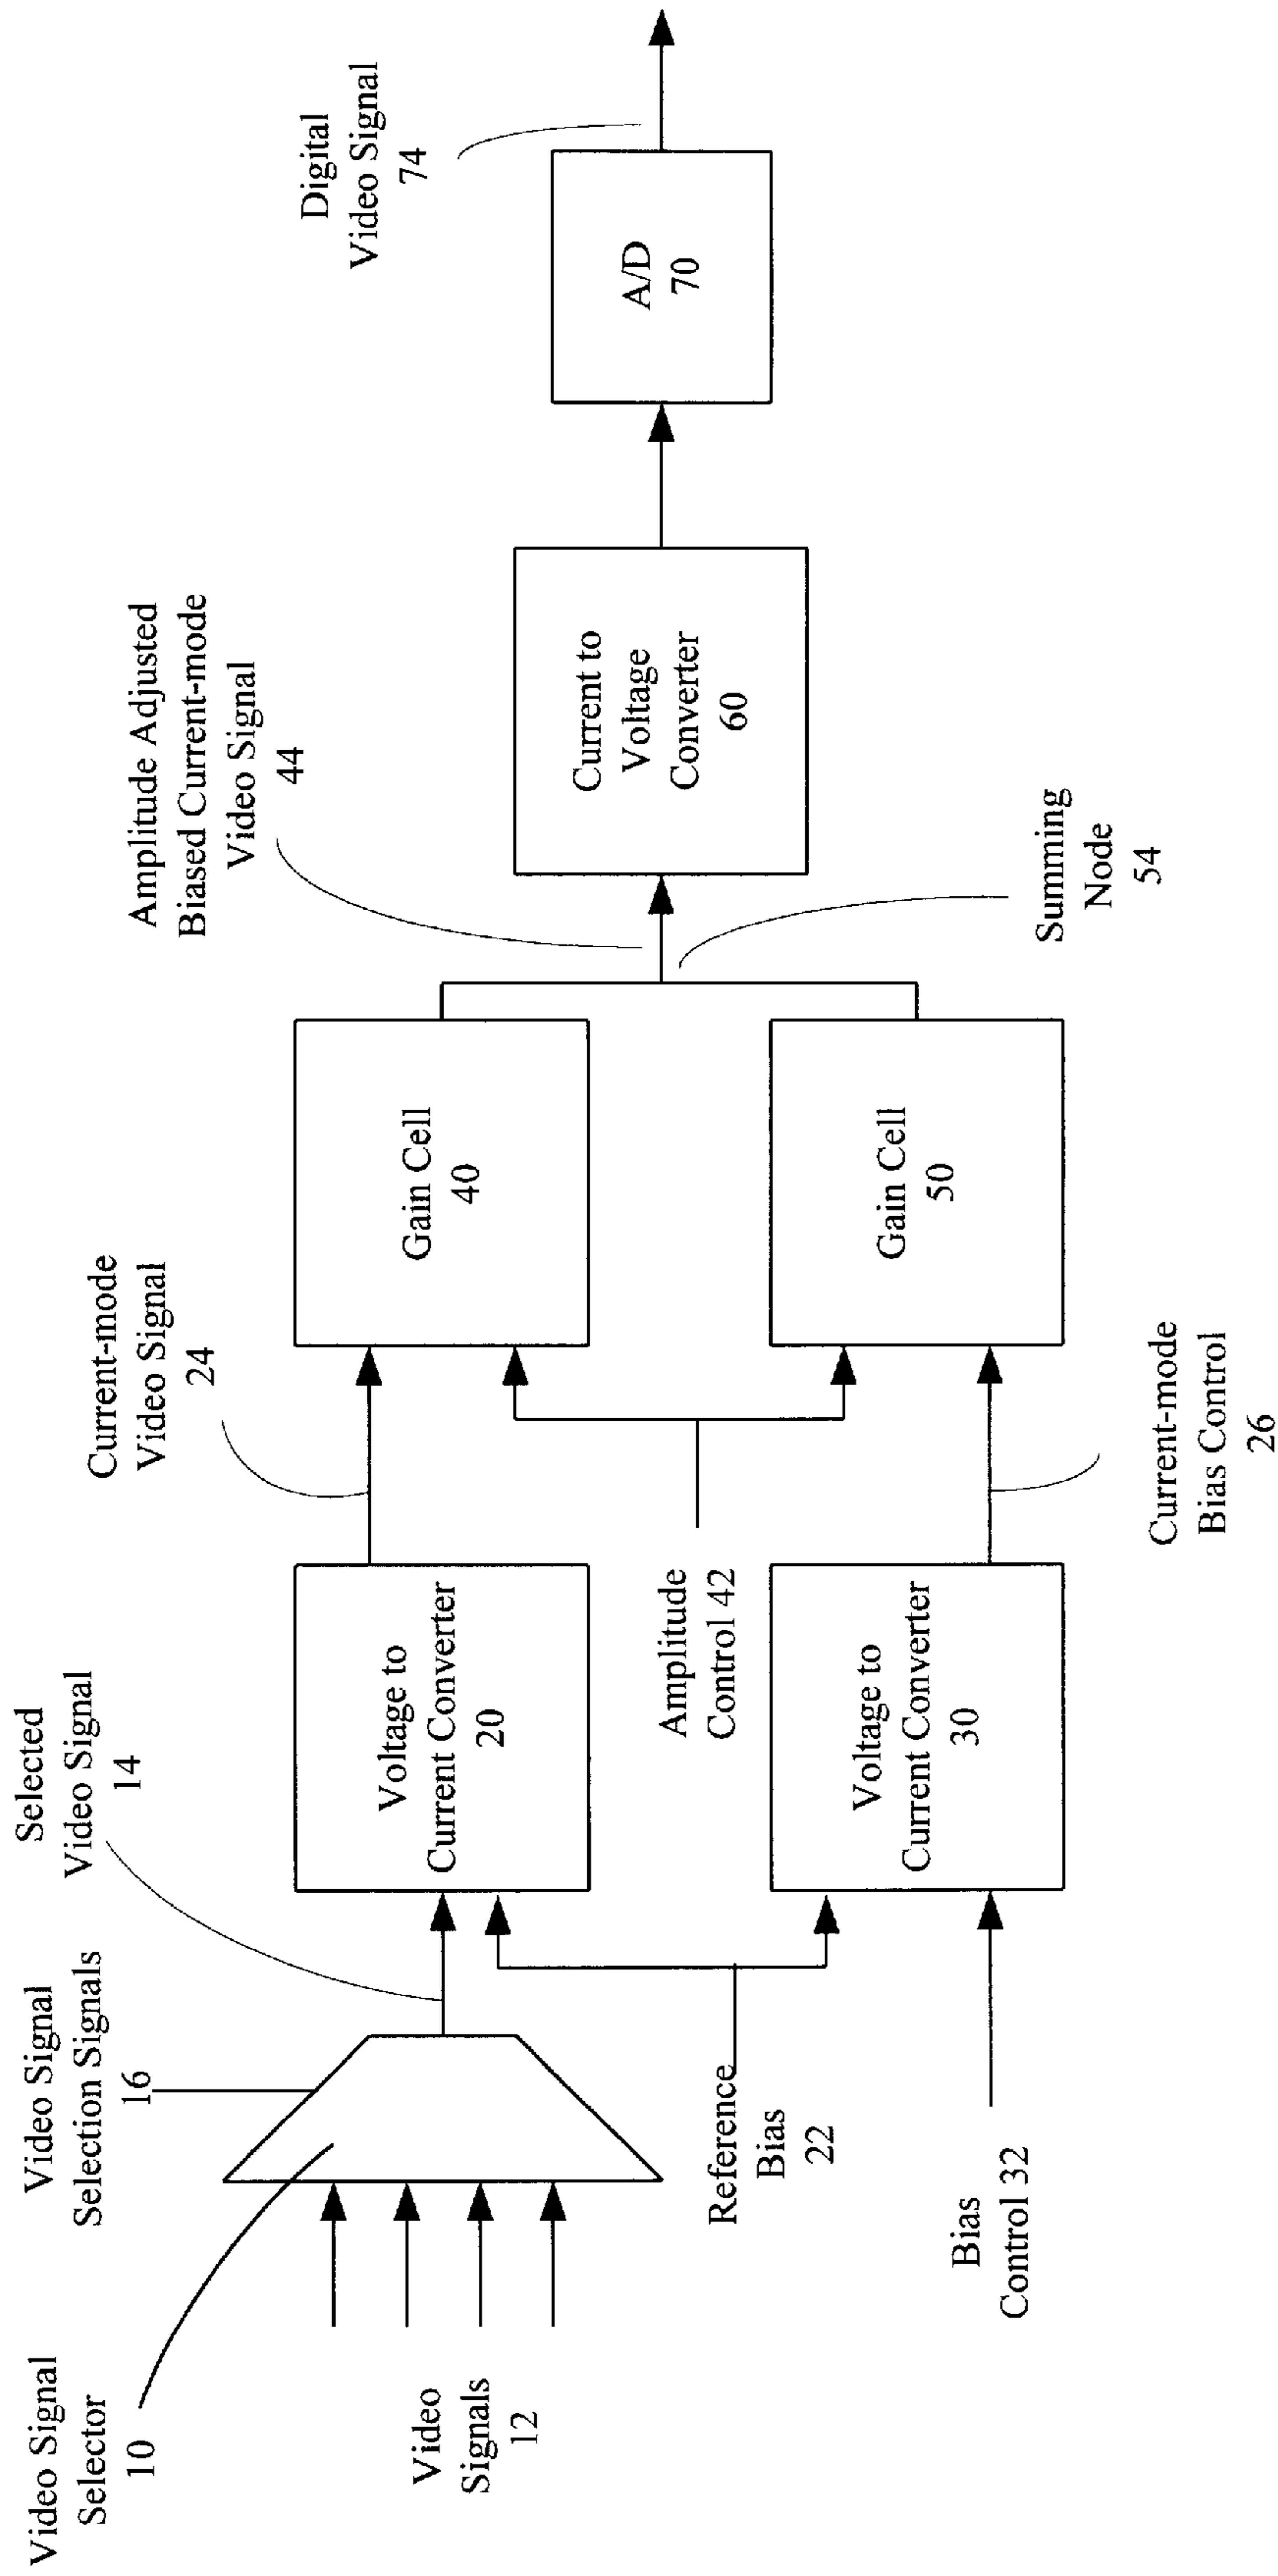 Video Signal
Selector
10
Video
Signals
12
Video Signal
Selection Signals
16
Selected
Video Signal
14
Reference
Bias
22
Bias
Control 32
Voltage to
Current Converter
20
Voltage to
Current Converter
30
Amplitude
Control 42
Current-mode
Video Signal
24
Current-mode
Bias Control
26
Gain Cell
40
Gain Cell
50
Amplitude Adjusted
Biased Current-mode
Video Signal
44
Summing
Node
54
Current to
Voltage
Converter
60
A/D
70
Digital
Video Signal
74